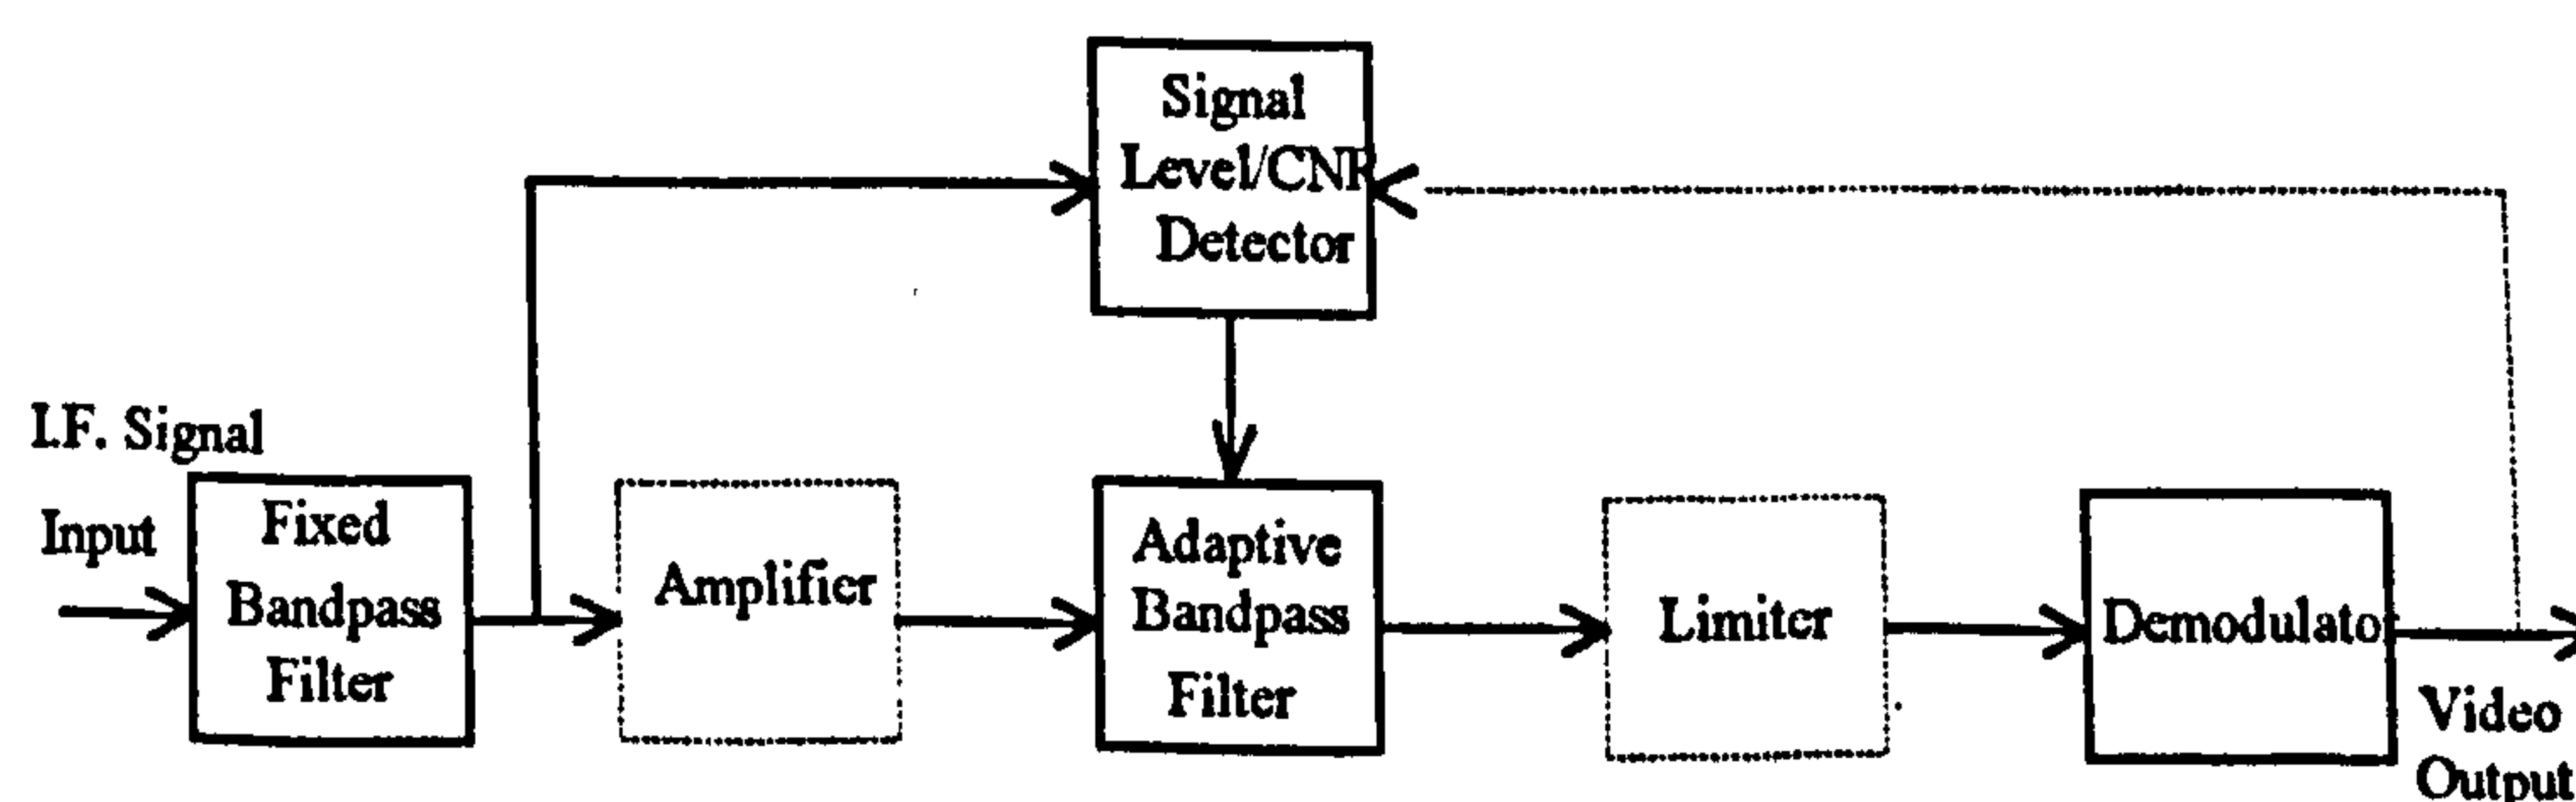 Signal
Level/CNR
Detector
I.F. Signal
Input
Fixed
Bandpass
Filter
Amplifier
Adaptive
Bandpass
Filter
Limiter
Demodulator
Video
Output